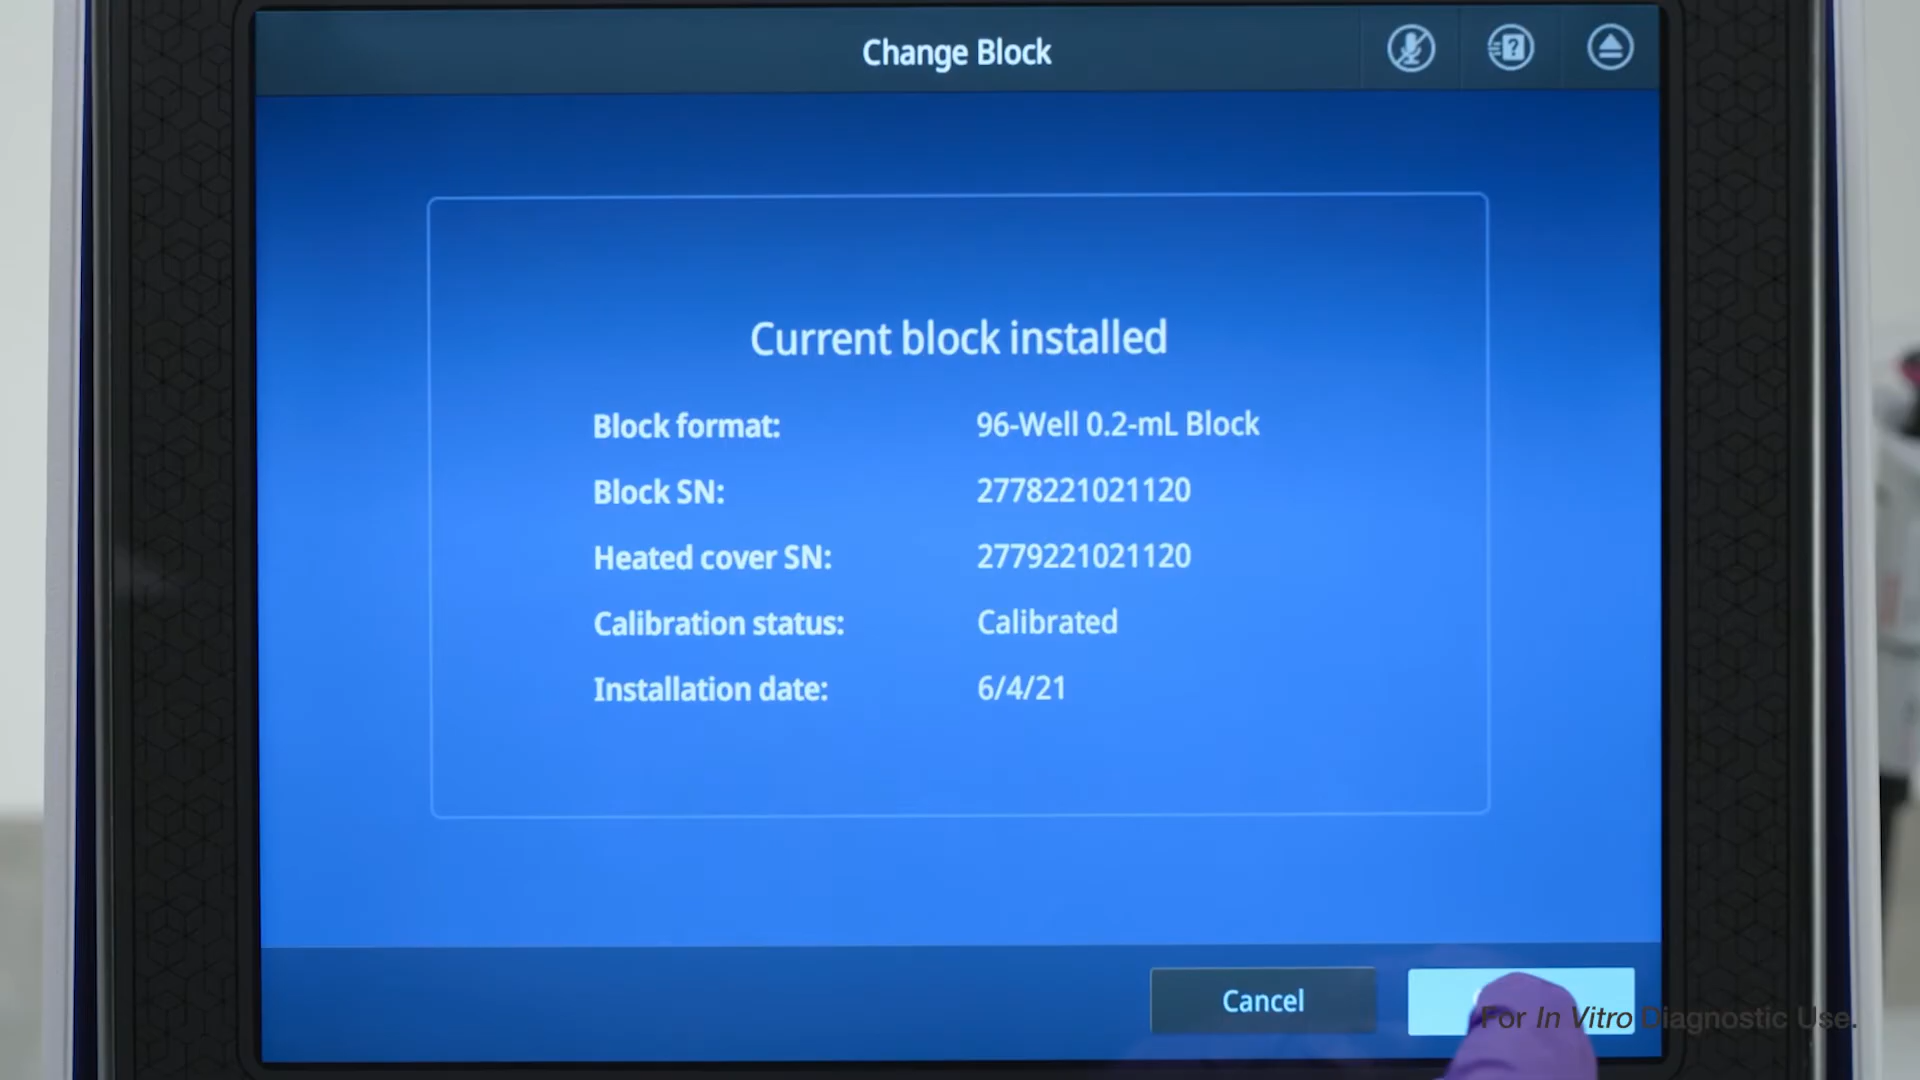 Change Block
Current block installed
Block format: 96-Well 0.2-mL Block
Block SN: 2778221021120
Heated cover SN: 2779221021120
Calibration status: Calibrated
Installation date: 6/4/21
Cancel
For In Vitro Diagnostic Use.